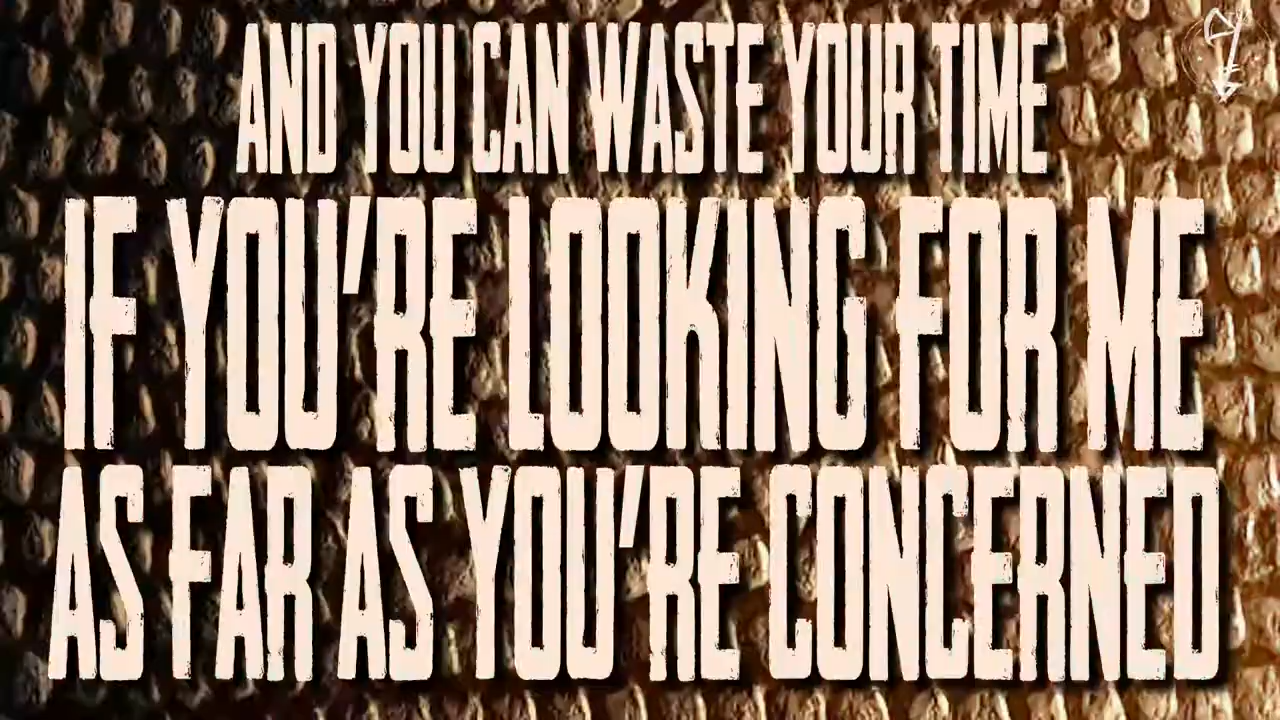 AND YOU CAN WASTE YOUR TIME
IF YOU'RE LOOKING FOR ME
AS FAR AS YOU'RE CONCERNED